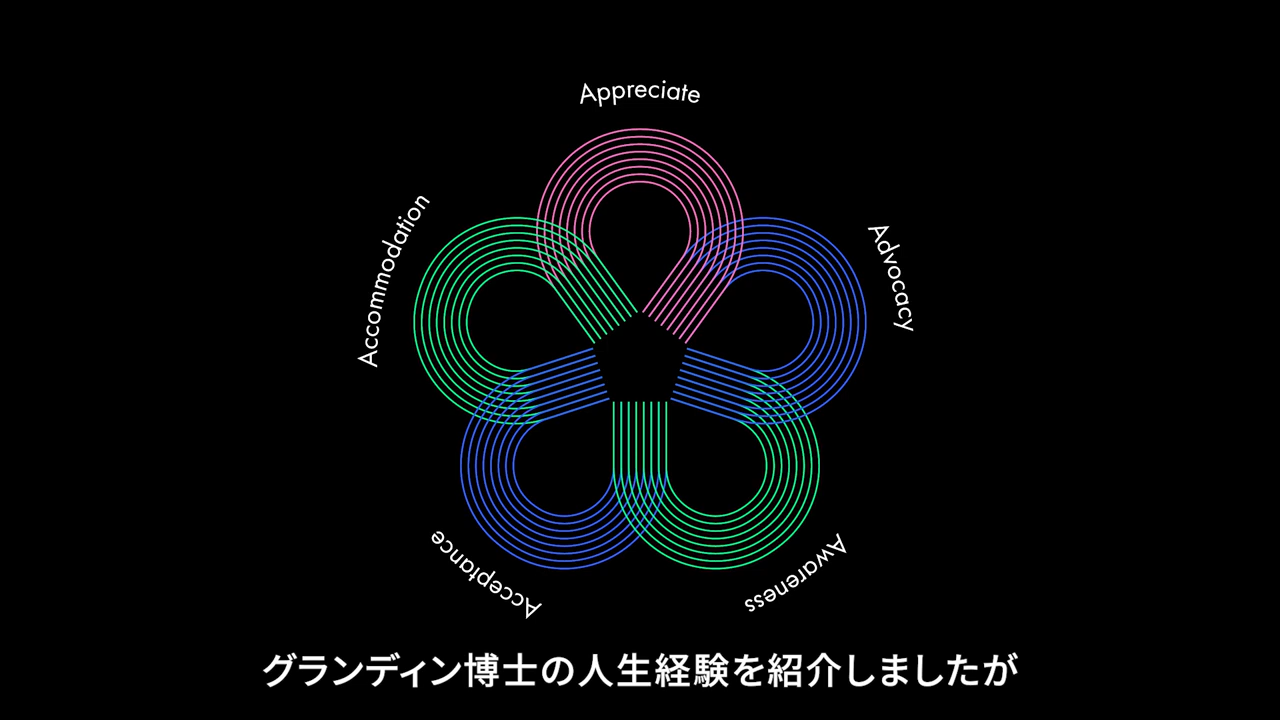 Appreciate
Advocacy
Awareness
Acceptance
Accommodation
グランディン博士の人生経験を紹介しましたが